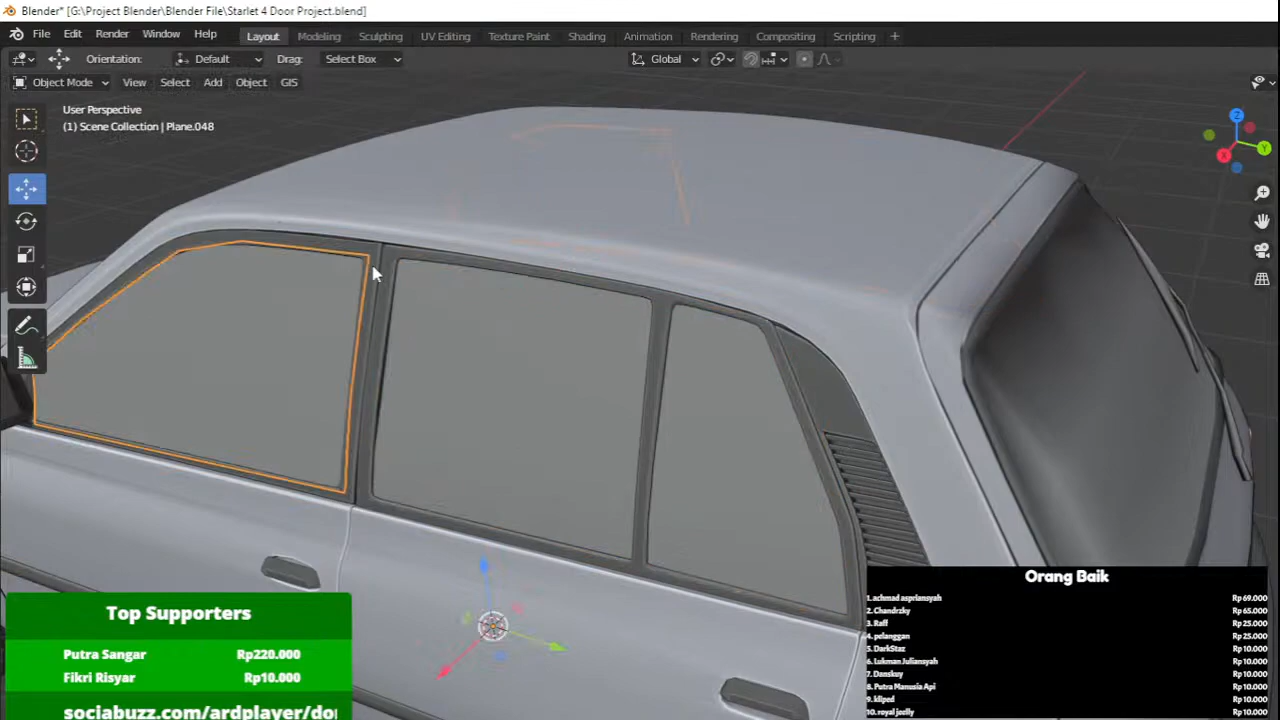 Blender* [G:\Project Blender\Blender File\Starlet 4 Door Project.blend]
File Edit Render Window Help
Layout Modeling Sculpting UV Editing Texture Paint Shading Animation Rendering Compositing Scripting +
Orientation: Default Drag: Select Box Global
Object Mode View Select Add Object GIS
User Perspective
(1) Scene Collection | Plane.048
Z
Y
X
Orang Baik
1. achmad aspriansyah Rp 69.000
2. Chandrzky Rp 65.000
3. Raff Rp 25.000
4. pelanggan Rp 25.000
5. DarkStaz Rp 10.000
6. Lukman Juliansyah Rp 10.000
7. Danskuy Rp 10.000
8. Putra Manusia Api Rp 10.000
9. kliped Rp 10.000
10. royal jeelly Rp 10.000
Top Supporters
Putra Sangar Rp220.000
Fikri Risyar Rp10.000
sociabuzz.com/ardplayer/do